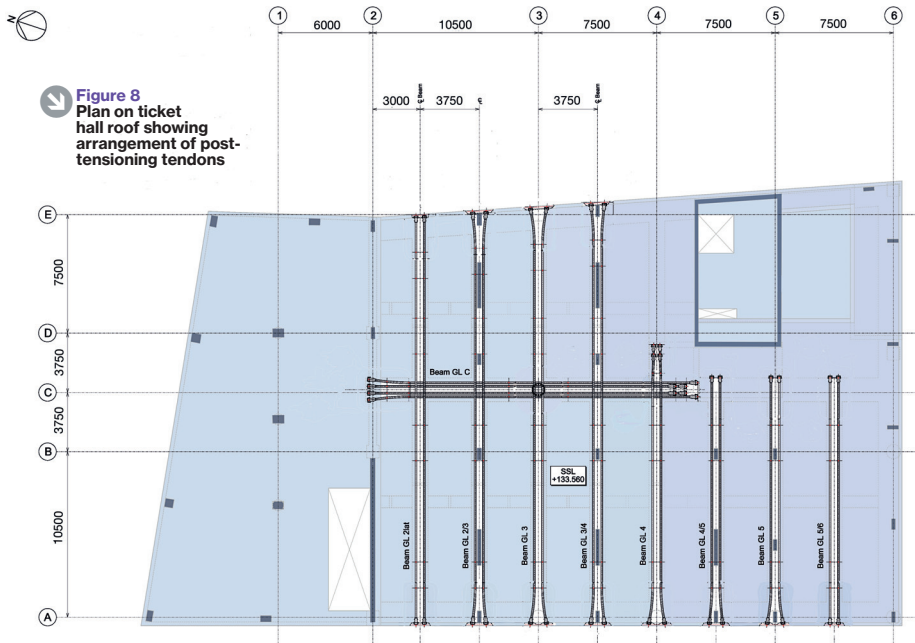 N
1
2
3
4
5
6
6000
10500
7500
7500
7500
Figure 8
Plan on ticket
hall roof showing
arrangement of post-
tensioning tendons
3000
3750
3750
Beam
Beam
E
7500
D
3750
C
3750
B
10500
A
Beam GL C
SSL
+133.560
Beam GL 2lat
Beam GL 2/3
Beam GL 3
Beam GL 3/4
Beam GL 4
Beam GL 4/5
Beam GL 5
Beam GL 5/6